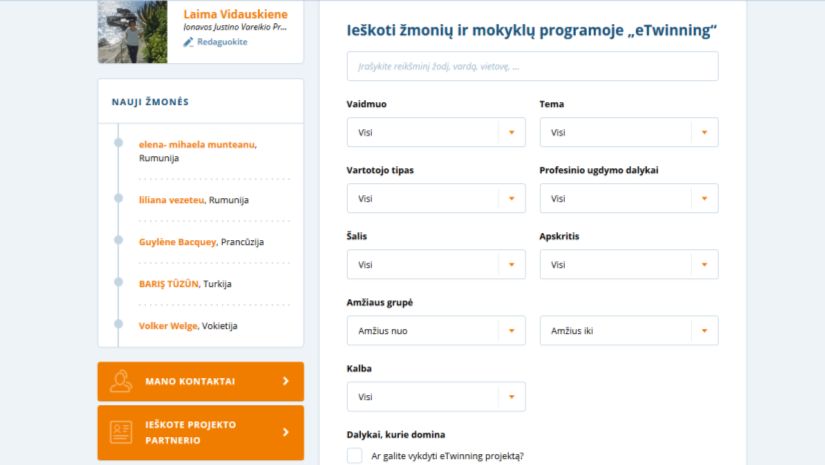 Laima Vidauskiene
Jonavos Justino Vareikio Pr...
Redaguokite
NAUJI ŽMONĖS
elena- mihaela munteanu,
Rumunija
liliana vezeteu, Rumunija
Guylène Bacquey, Prancūzija
BARIŞ TÜZÜN, Turkija
Volker Welge, Vokietija
MANO KONTAKTAI
IEŠKOTE PROJEKTO
PARTNERIO
Ieškoti žmonių ir mokyklų programoje „eTwinning“
Įrašykite reikšminį žodį, vardą, vietovę, ...
Vaidmuo Tema
Visi Visi
Vartotojo tipas Profesinio ugdymo dalykai
Visi Visi
Šalis Apskritis
Visi Visi
Amžiaus grupė
Amžius nuo Amžius iki
Kalba
Visi
Dalykai, kurie domina
Ar galite vykdyti eTwinning projektą?